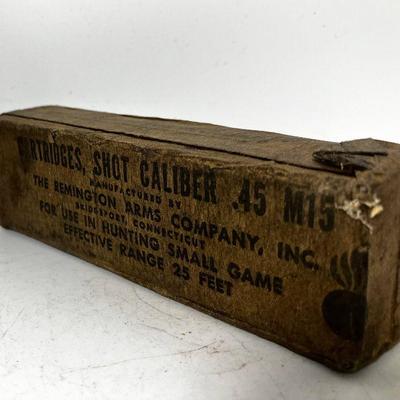 CARTRIDGES, SHOT CALIBER .45 M15
MANUFACTURED BY
THE REMINGTON ARMS COMPANY, INC.
BRIDGEPORT, CONNECTICUT
FOR USE IN HUNTING SMALL GAME
EFFECTIVE RANGE 25 FEET